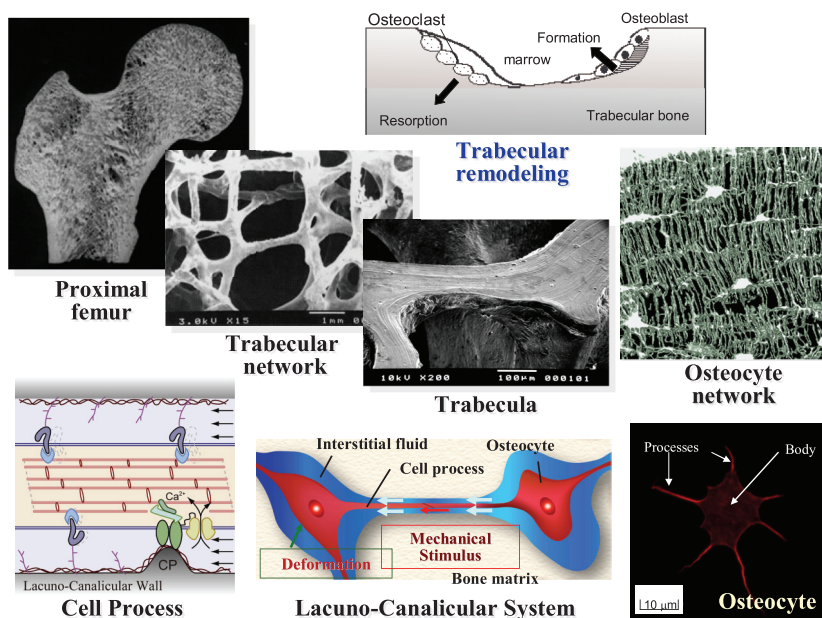 Osteoclast
Osteoblast
Formation
marrow
Resorption
Trabecular bone
Trabecular
remodeling
Proximal
femur
3.0kV X15 1mm
Trabecular
network
10kV X200 100μm 000101
Trabecula
Osteocyte
network
Ca2+
CP
Lacuno-Canalicular Wall
Cell Process
Interstitial fluid
Osteocyte
Cell process
Mechanical
Stimulus
Deformation
Bone matrix
Lacuno-Canalicular System
Processes
Body
10 μm
Osteocyte